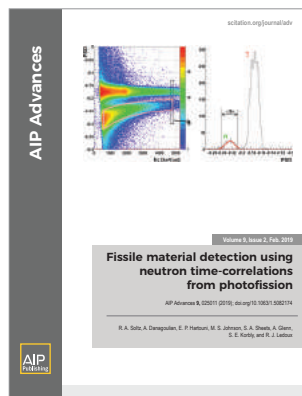 scitation.org/journal/adv
AIP Advances
Volume 9, Issue 2, Feb. 2019
Fissile material detection using
neutron time-correlations
from photofission
AIP Advances 9, 025011 (2019); doi.org/10.1063/1.5082174
R. A. Soltz, A. Danagoulian, E. P. Hartouni, M. S. Johnson, S. A. Sheets, A. Glenn,
S. E. Korbly, and R. J. Ledoux
AIP
Publishing